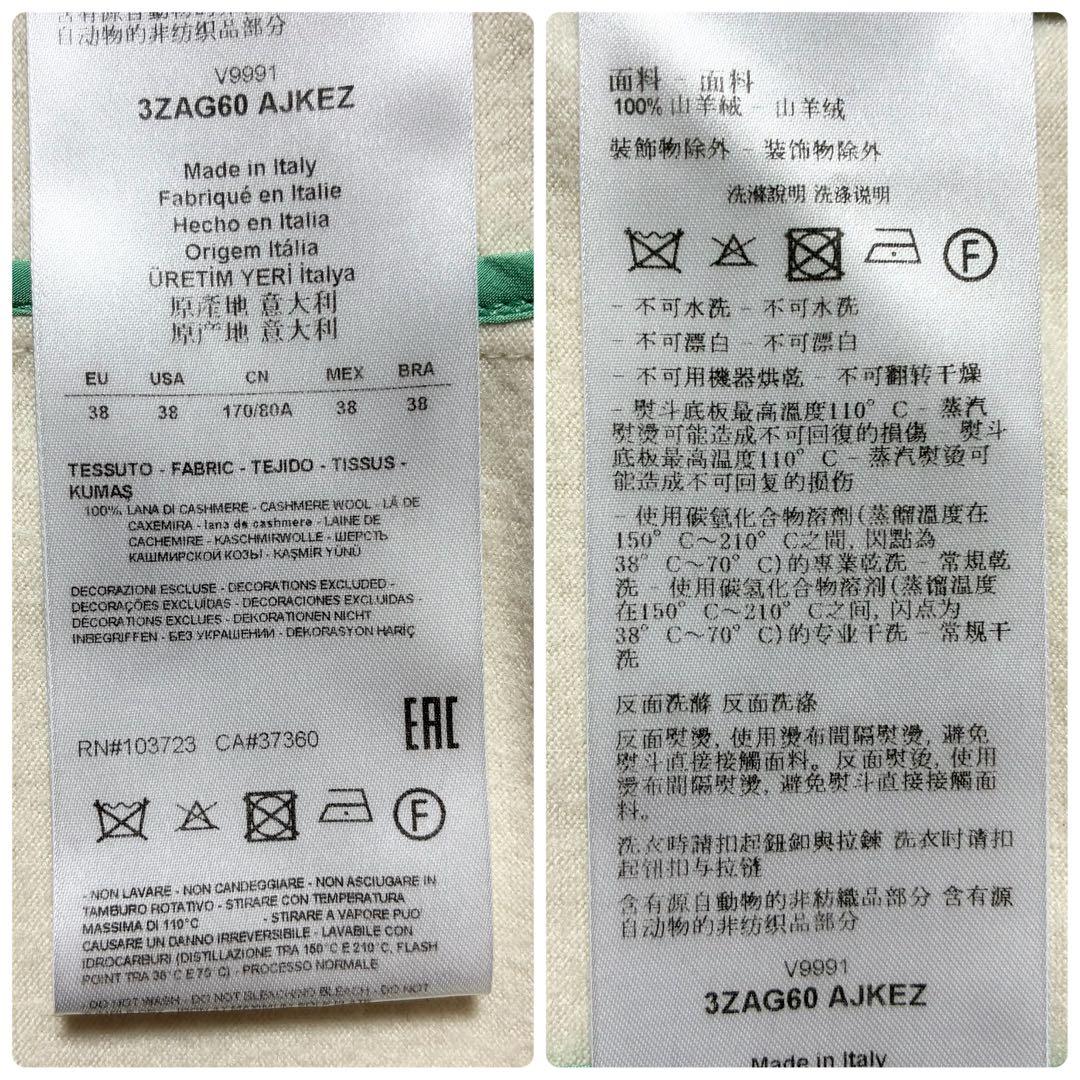 自动物的非纺织品部分
V9991
3ZAG60 AJKEZ
Made in Italy
Fabriqué en Italie
Hecho en Italia
Origem Itália
ÜRETİM YERİ İtalya
原產地 意大利
原产地 意大利
EU USA CN MEX BRA
38 38 170/80A 38 38
TESSUTO - FABRIC - TEJIDO - TISSUS -
KUMAŞ
100% LANA DI CASHMERE - CASHMERE WOOL - LÃ DE
CAXEMIRA - lana de cashmere - LAINE DE
CACHEMIRE - KASCHMIRWOLLE - ШЕРСТЬ
КАШМИРСКОЙ КОЗЫ - KAŞMİR YÜNÜ
DECORAZIONI ESCLUSE - DECORATIONS EXCLUDED -
DECORAÇÕES EXCLUÍDAS - DECORACIONES EXCLUIDAS -
DÉCORATIONS EXCLUES - DEKORATIONEN NICHT
INBEGRIFFEN - БЕЗ УКРАШЕНИИ - DEKORASYON HARİÇ
EAC
RN#103723 CA#37360
F
- NON LAVARE - NON CANDEGGIARE - NON ASCIUGARE IN
TAMBURO ROTATIVO - STIRARE CON TEMPERATURA
MASSIMA DI 110°C - STIRARE A VAPORE PUO'
CAUSARE UN DANNO IRREVERSIBILE - LAVABILE CON
IDROCARBURI (DISTILLAZIONE TRA 150°C E 210°C, FLASH
POINT TRA 38°C E 70°C) - PROCESSO NORMALE
- DO NOT WASH - DO NOT BLEACH/NO BLEACH - DO NOT
面料 - 面料
100% 山羊絨 - 山羊绒
裝飾物除外 - 装饰物除外
洗滌說明 洗涤说明
F
- 不可水洗 - 不可水洗
- 不可漂白 - 不可漂白
- 不可用機器烘乾 - 不可翻转干燥
- 熨斗底板最高溫度110° C - 蒸汽
熨燙可能造成不可回復的損傷 - 熨斗
底板最高温度110° C - 蒸汽熨烫可
能造成不可回复的损伤
- 使用碳氫化合物溶劑(蒸餾溫度在
150° C～210° C之間, 閃點為
38° C～70° C)的專業乾洗 - 常規乾
洗 - 使用碳氢化合物溶剂(蒸馏温度
在150° C～210° C之间, 闪点为
38° C～70° C)的专业干洗 - 常规干
洗
反面洗滌 反面洗涤
反面熨燙, 使用燙布間隔熨燙, 避免
熨斗直接接觸面料。反面熨烫, 使用
烫布間隔熨燙, 避免熨斗直接接觸面
料。
洗衣時請扣起鈕釦與拉鍊 洗衣时请扣
起钮扣与拉链
含有源自動物的非紡織品部分 含有源
自动物的非纺织品部分
V9991
3ZAG60 AJKEZ
Made in Italy